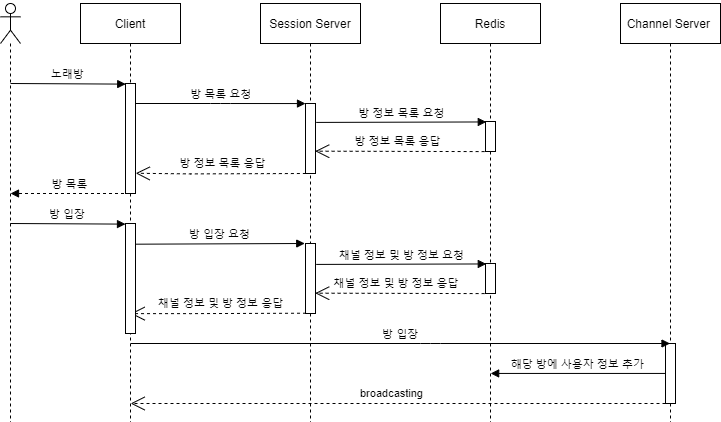 Client
Session Server
Redis
Channel Server
노래방
방 목록 요청
방 정보 목록 요청
방 정보 목록 응답
방 정보 목록 응답
방 목록
방 입장
방 입장 요청
채널 정보 및 방 정보 요청
채널 정보 및 방 정보 응답
채널 정보 및 방 정보 응답
방 입장
해당 방에 사용자 정보 추가
broadcasting